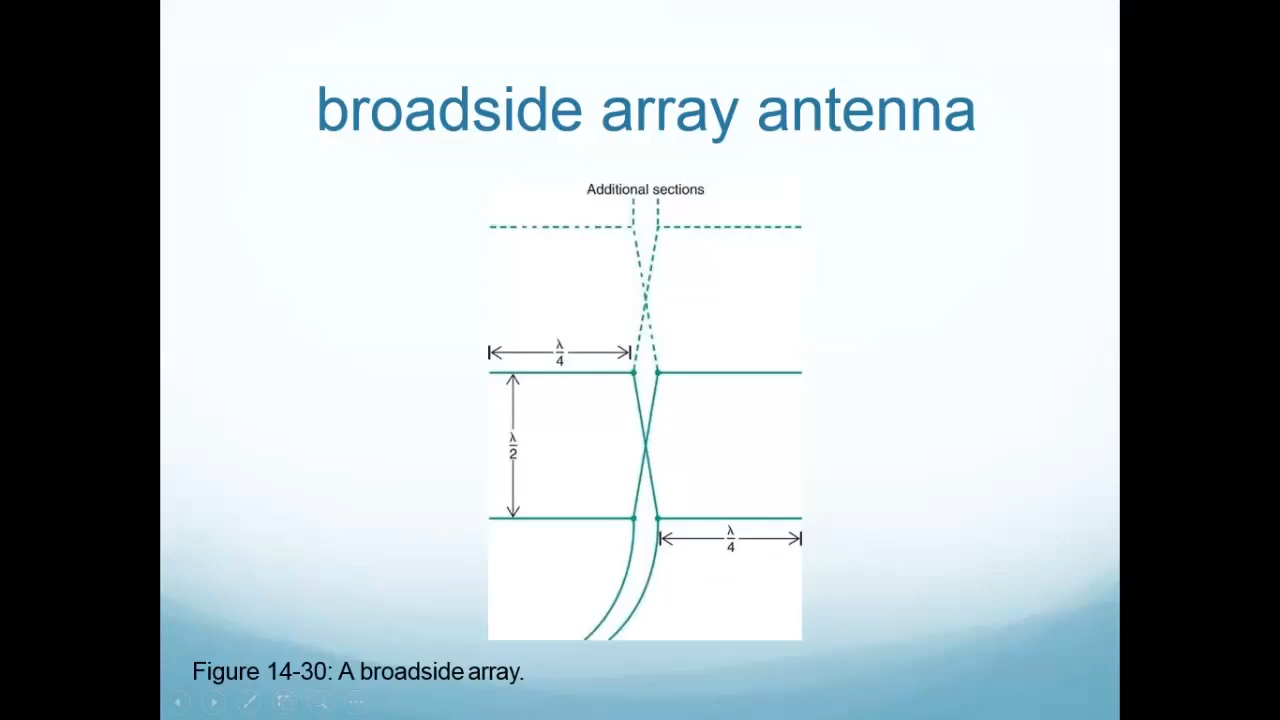 broadside array antenna
Additional sections
λ
4
λ
2
λ
4
Figure 14-30: A broadside array.